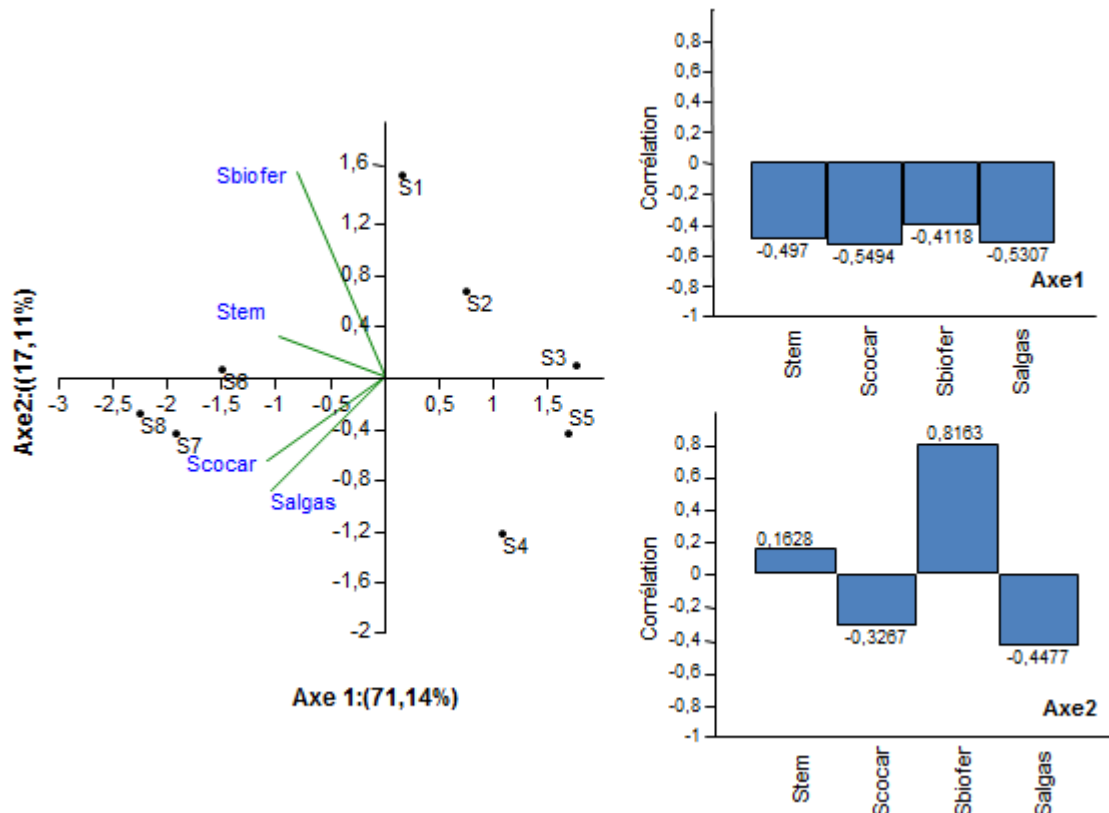 1,6
1,2
0,8
0,4
-3 -2,5 -2 -1,5 -1 -0,5 0,5 1 1,5
-0,4
-0,8
-1,2
-1,6
-2
Sbiofer
Stem
Scocar
Salgas
S1
S2
S3
S5
S4
S6
S8
S7
Axe2:((17,11%)
Axe 1:(71,14%)
Corrélation
0,8
0,6
0,4
0,2
0
-0,2
-0,4
-0,6
-0,8
-1
-0,497
-0,5494
-0,4118
-0,5307
Axe1
Stem
Scocar
Sbiofer
Salgas
Corrélation
0,8
0,6
0,4
0,2
0
-0,2
-0,4
-0,6
-0,8
-1
0,1628
-0,3267
0,8163
-0,4477
Axe2
Stem
Scocar
Sbiofer
Salgas